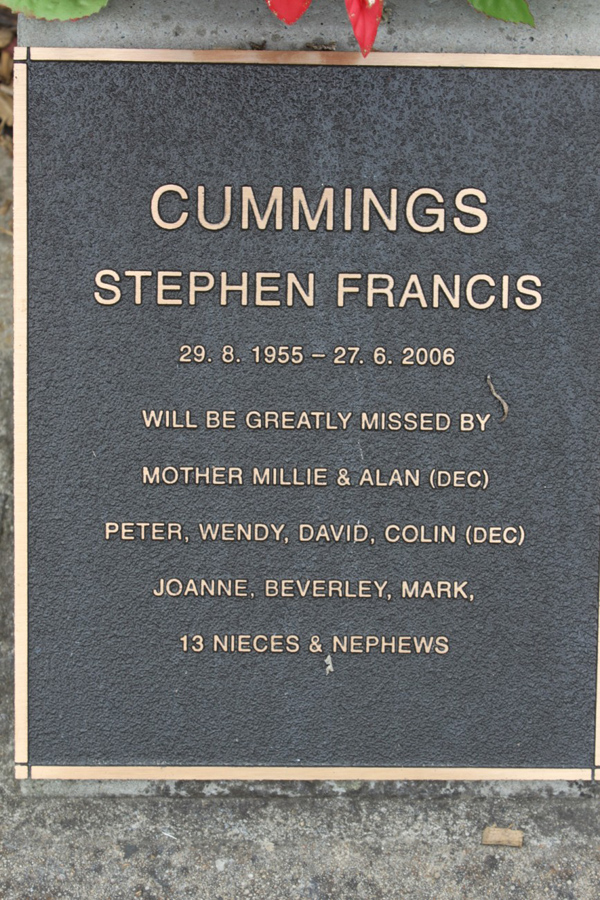 CUMMINGS
STEPHEN FRANCIS
29. 8. 1955 – 27. 6. 2006
WILL BE GREATLY MISSED BY
MOTHER MILLIE & ALAN (DEC)
PETER, WENDY, DAVID, COLIN (DEC)
JOANNE, BEVERLEY, MARK,
13 NIECES & NEPHEWS